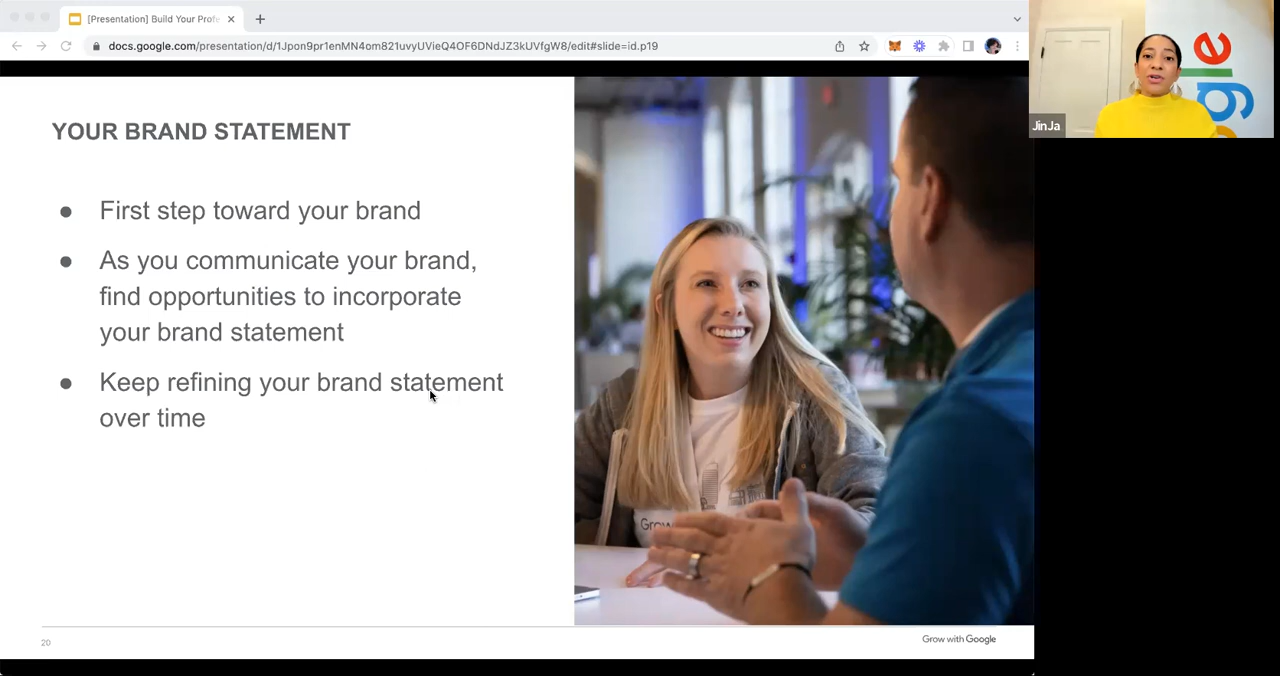 [Presentation] Build Your Profe
docs.google.com/presentation/d/1Jpon9pr1enMN4om821uvyUVieQ4OF6DNdJZ3kUVfgW8/edit#slide=id.p19
YOUR BRAND STATEMENT
● First step toward your brand
● As you communicate your brand,
find opportunities to incorporate
your brand statement
● Keep refining your brand statement
over time
Grow
20
Grow with Google
JinJa
ogle